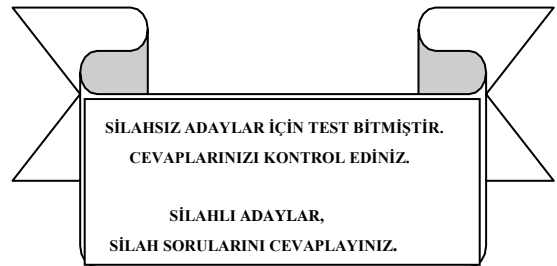 SİLAHSIZ ADAYLAR İÇİN TEST BİTMİŞTİR.
CEVAPLARINIZI KONTROL EDİNİZ.
SİLAHLI ADAYLAR,
SİLAH SORULARINI CEVAPLAYINIZ.